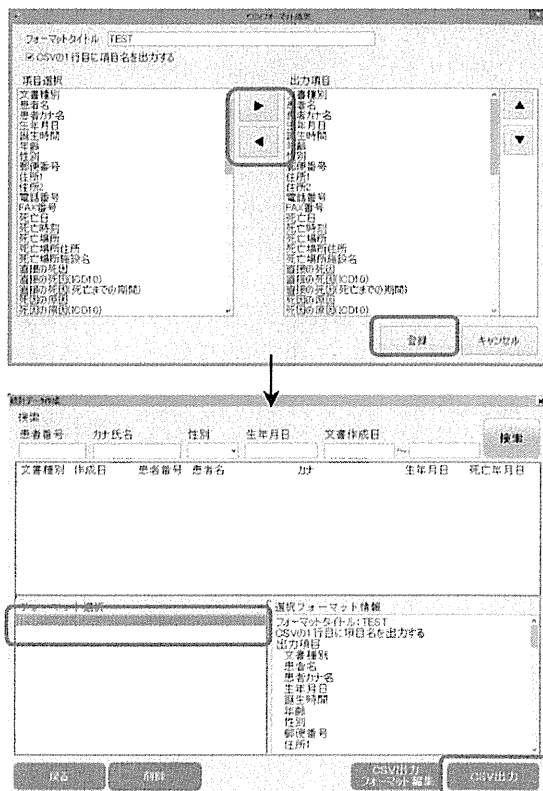 CSVフォーマット編集
フォーマットタイトル TEST
CSVの1行目に項目名を出力する
項目選択
文書種別
患者名
患者カナ名
生年月日
誕生時間
年齢
性別
郵便番号
住所1
住所2
電話番号
FAX番号
死亡日
死亡時刻
死亡場所
死亡場所住所
死亡場所施設名
直接の死因
直接の死因(ICD10)
直接の死因(死亡までの期間)
死因の原因
死因の原因(ICD10)
出力項目
文書種別
患者名
患者カナ名
生年月日
誕生時間
年齢
性別
郵便番号
住所1
住所2
電話番号
FAX番号
死亡日
死亡時刻
死亡場所
死亡場所住所
死亡場所施設名
直接の死因
直接の死因(ICD10)
直接の死因(死亡までの期間)
死因の原因
死因の原因(ICD10)
登録 キャンセル
統計データ作成
検索
患者番号 カナ氏名 性別 生年月日 文書作成日
~
検索
文書種別 作成日 患者番号 患者名 カナ 生年月日 死亡年月日
フォーマット選択
選択フォーマット情報
フォーマットタイトル:TEST
CSVの1行目に項目名を出力する
出力項目
文書種別
患者名
患者カナ名
生年月日
誕生時間
年齢
性別
郵便番号
住所1
戻る 削除 CSV出力
フォーマット編集 CSV出力